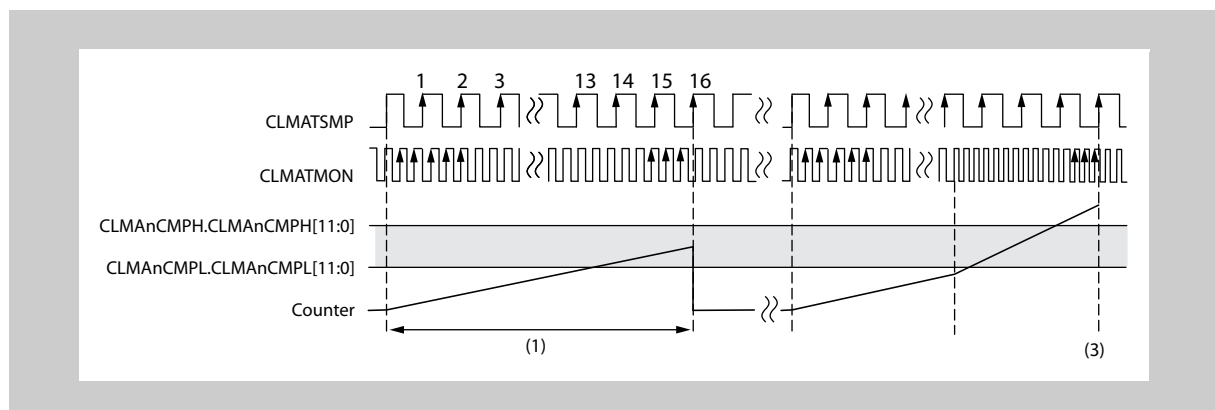 1 2 3 13 14 15 16
CLMATSMP
CLMATMON
CLMAnCMPH.CLMAnCMPH[11:0]
CLMAnCMPL.CLMAnCMPL[11:0]
Counter
(1)
(3)